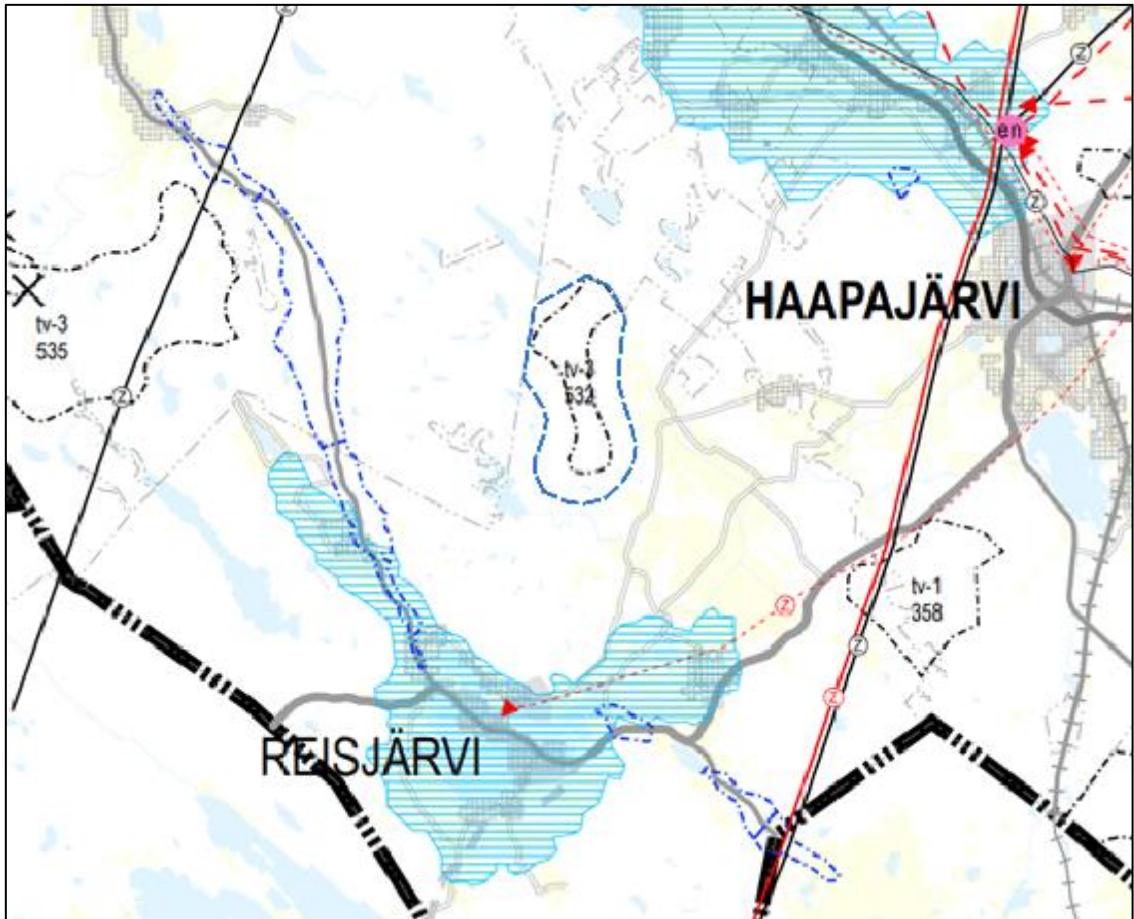 Z
Z
en
Z
HAAPAJÄRVI
tv-3
535
tv-3
532
Z
tv-1
358
Z
Z
Z
REISJÄRVI